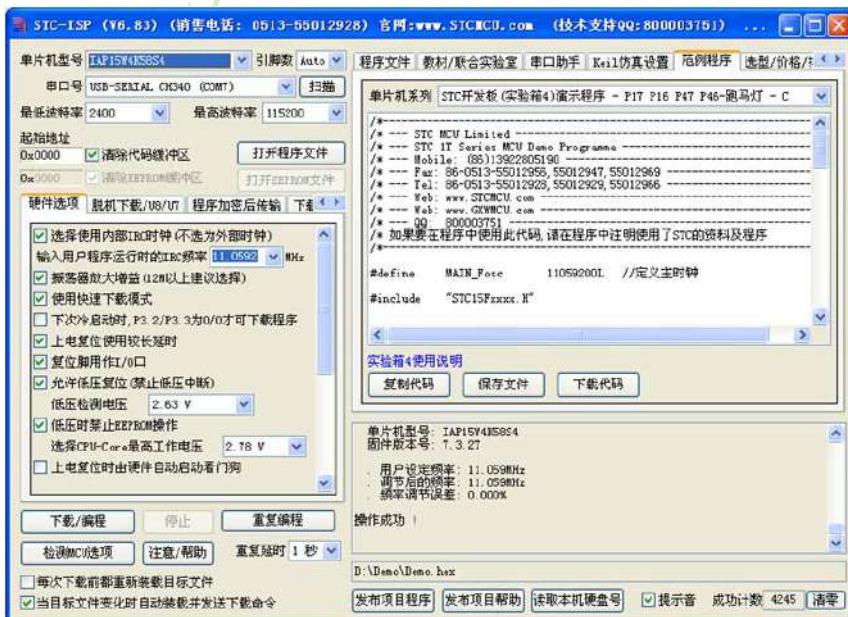 STC-ISP (V6.83) (销售电话: 0513-55012928) 官网:www.STCMCU.com (技术支持QQ:800003751) ...
单片机型号 IAP15W4K58S4 引脚数 Auto
串口号 USB-SERIAL CH340 (COM7) 扫描
最低波特率 2400 最高波特率 115200
起始地址
0x0000 清除代码缓冲区 打开程序文件
0x0000 清除EEPROM缓冲区 打开EEPROM文件
硬件选项 脱机下载/U8/U7 程序加密后传输
选择使用内部IRC时钟(不选为外部时钟)
输入用户程序运行时的IRC频率 11.0592 MHz
振荡器放大增益(12M以上建议选择)
使用快速下载模式
下次冷启动时, P3.2/P3.3为0/0才可下载程序
上电复位使用较长延时
复位脚用作I/O口
允许低压复位(禁止低压中断)
低压检测电压 2.63 V
低压时禁止EEPROM操作
选择CPU-Core最高工作电压 2.78 V
上电复位时由硬件自动启动看门狗
下载/编程 停止 重复编程
检测MCU选项 注意/帮助 重复延时 1 秒
每次下载前都重新装载目标文件
当目标文件变化时自动装载并发送下载命令
程序文件 教材/联合实验室 串口助手 Keil仿真设置 范例程序 选型/价格/
单片机系列 STC开发板(实验箱4)演示程序 - P17 P16 P47 P46-跑马灯 - C
/*---------------------------------------------------------------------
/* --- STC MCU Limited ------------------------------------------------
/* --- STC 1T Series MCU Demo Programme -------------------------------
/* --- Mobile: (86)13922805190 ----------------------------------------
/* --- Fax: 86-0513-55012956,55012947,55012969 ------------------------
/* --- Tel: 86-0513-55012928,55012929,55012966 ------------------------
/* --- Web: www.STCMCU.com --------------------------------------------
/* --- Web: www.GXWMCU.com --------------------------------------------
/* --- QQ: 800003751 --------------------------------------------------
/* 如果要在程序中使用此代码,请在程序中注明使用了STC的资料及程序
/*---------------------------------------------------------------------
#define MAIN_Fosc 11059200L //定义主时钟
#include "STC15Fxxxx.H"
实验箱4使用说明
复制代码 保存文件 下载代码
单片机型号: IAP15W4K58S4
固件版本号: 7.3.27
. 用户设定频率: 11.059MHz
. 调节后的频率: 11.059MHz
. 频率调节误差: 0.000%
操作成功 !
D:\Demo\Demo.hex
发布项目程序 发布项目帮助 读取本机硬盘号 提示音 成功计数 4245 清零